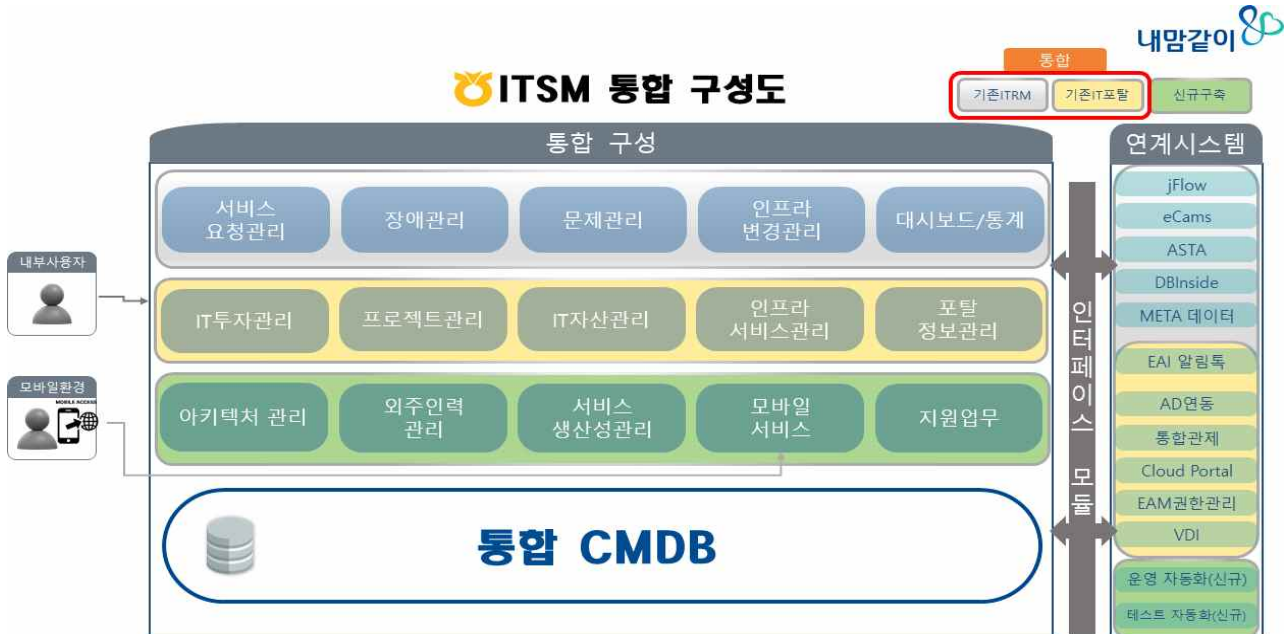 내맘같이
통합
ITSM 통합 구성도
기존ITRM
기존IT포탈
신규구축
통합 구성
연계시스템
서비스
요청관리
장애관리
문제관리
인프라
변경관리
대시보드/통계
내부사용자
IT투자관리
프로젝트관리
IT자산관리
인프라
서비스관리
포탈
정보관리
모바일환경
MOBILE ACCESS
아키텍처 관리
외주인력
관리
서비스
생산성관리
모바일
서비스
지원업무
통합 CMDB
인터페이스 모듈
jFlow
eCams
ASTA
DBInside
META 데이터
EAI 알림톡
AD연동
통합관제
Cloud Portal
EAM권한관리
VDI
운영 자동화(신규)
테스트 자동화(신규)